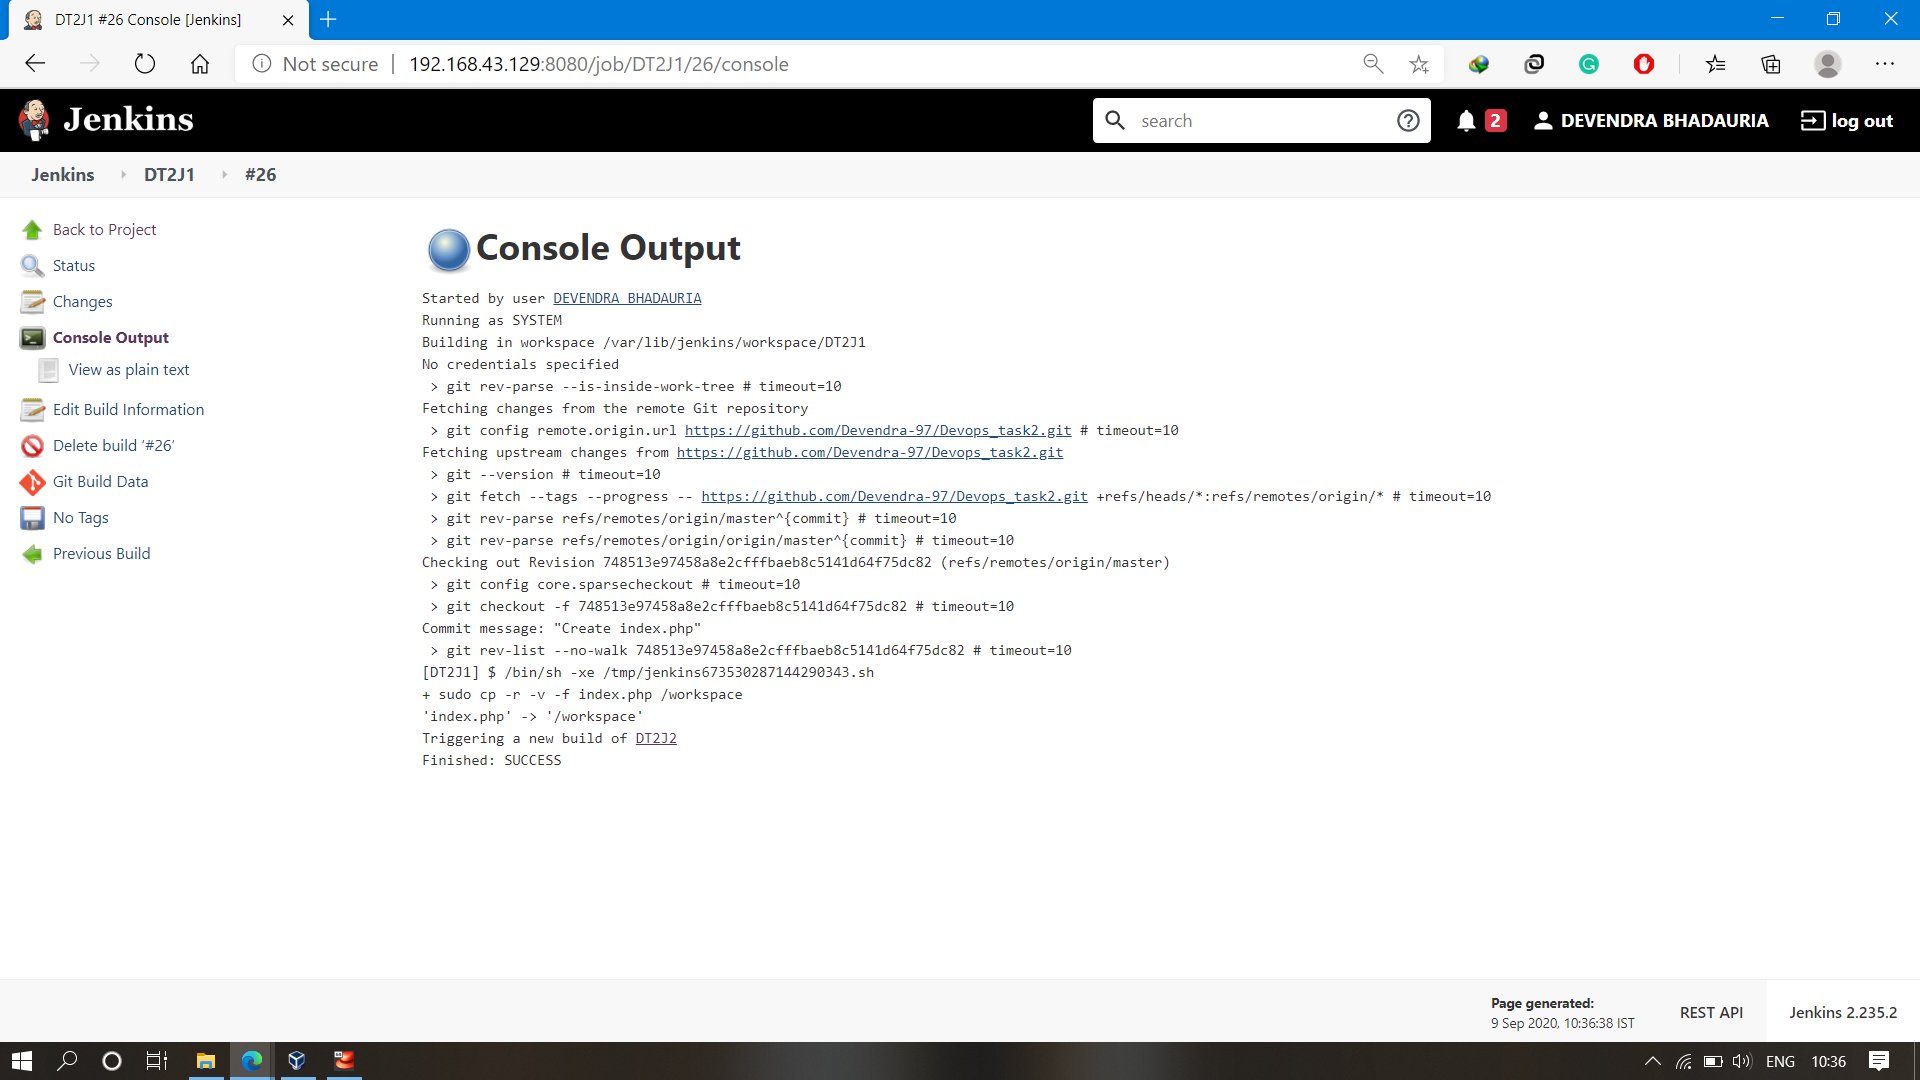 DT2J1 #26 Console [Jenkins]
Not secure | 192.168.43.129:8080/job/DT2J1/26/console
Jenkins
search
2
DEVENDRA BHADAURIA
log out
Jenkins DT2J1 #26
Back to Project
Status
Changes
Console Output
View as plain text
Edit Build Information
Delete build '#26'
Git Build Data
No Tags
Previous Build
Console Output
Started by user DEVENDRA BHADAURIA
Running as SYSTEM
Building in workspace /var/lib/jenkins/workspace/DT2J1
No credentials specified
> git rev-parse --is-inside-work-tree # timeout=10
Fetching changes from the remote Git repository
> git config remote.origin.url https://github.com/Devendra-97/Devops_task2.git # timeout=10
Fetching upstream changes from https://github.com/Devendra-97/Devops_task2.git
> git --version # timeout=10
> git fetch --tags --progress -- https://github.com/Devendra-97/Devops_task2.git +refs/heads/*:refs/remotes/origin/* # timeout=10
> git rev-parse refs/remotes/origin/master^{commit} # timeout=10
> git rev-parse refs/remotes/origin/origin/master^{commit} # timeout=10
Checking out Revision 748513e97458a8e2cfffbaeb8c5141d64f75dc82 (refs/remotes/origin/master)
> git config core.sparsecheckout # timeout=10
> git checkout -f 748513e97458a8e2cfffbaeb8c5141d64f75dc82 # timeout=10
Commit message: "Create index.php"
> git rev-list --no-walk 748513e97458a8e2cfffbaeb8c5141d64f75dc82 # timeout=10
[DT2J1] $ /bin/sh -xe /tmp/jenkins673530287144290343.sh
+ sudo cp -r -v -f index.php /workspace
'index.php' -> '/workspace'
Triggering a new build of DT2J2
Finished: SUCCESS
Page generated:
9 Sep 2020, 10:36:38 IST
REST API
Jenkins 2.235.2
ENG
10:36